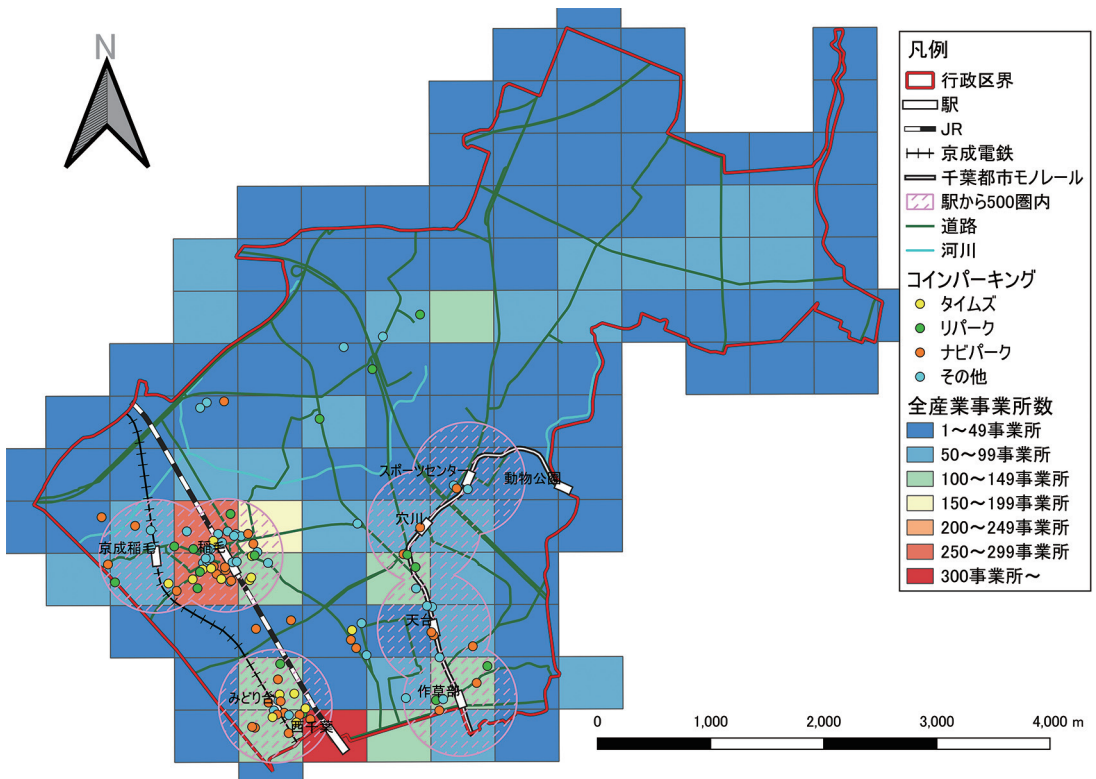 N
凡例
行政区界
駅
JR
京成電鉄
千葉都市モノレール
駅から500圏内
道路
河川
コインパーキング
タイムズ
リパーク
ナビパーク
その他
全産業事業所数
1～49事業所
50～99事業所
100～149事業所
150～199事業所
200～249事業所
250～299事業所
300事業所～
スポーツセンター
動物公園
穴川
京成稲毛
稲毛
天台
作草部
みどり台
西千葉
0 1,000 2,000 3,000 4,000 m